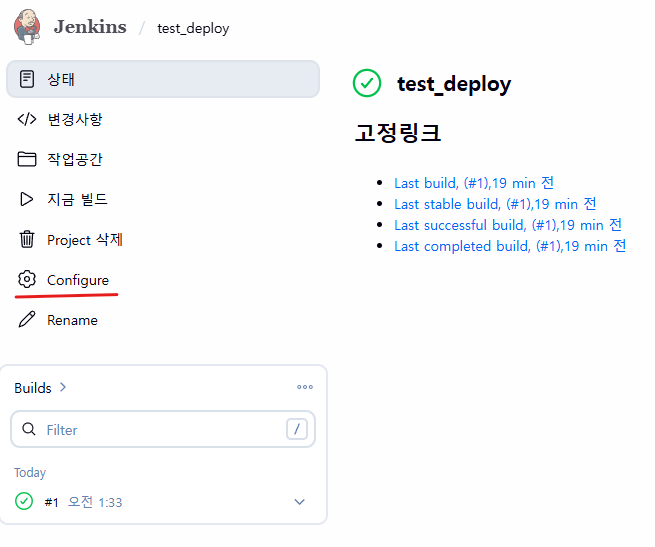 Jenkins / test_deploy
상태
변경사항
작업공간
지금 빌드
Project 삭제
Configure
Rename
Builds
Filter /
Today
#1 오전 1:33
test_deploy
고정링크
Last build, (#1),19 min 전
Last stable build, (#1),19 min 전
Last successful build, (#1),19 min 전
Last completed build, (#1),19 min 전